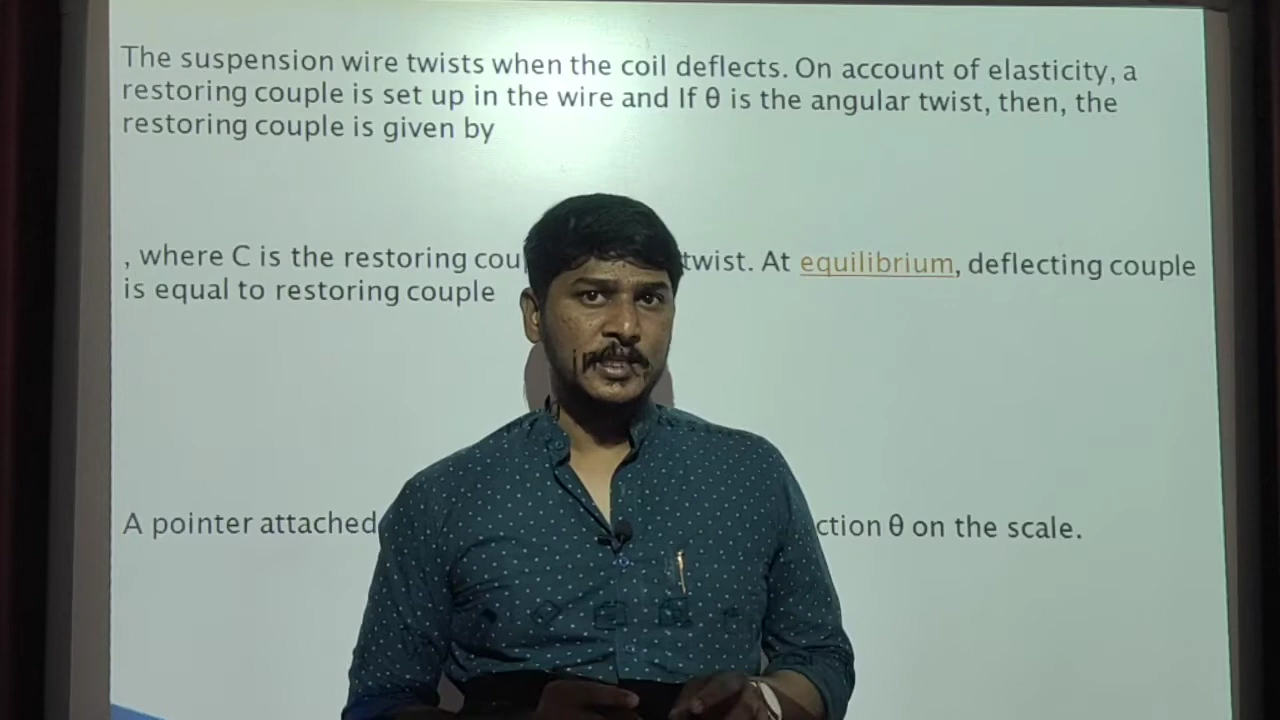 The suspension wire twists when the coil deflects. On account of elasticity, a
restoring couple is set up in the wire and If θ is the angular twist, then, the
restoring couple is given by
, where C is the restoring twist. At equilibrium, deflecting couple
is equal to restoring couple
A pointer attached θ on the scale.